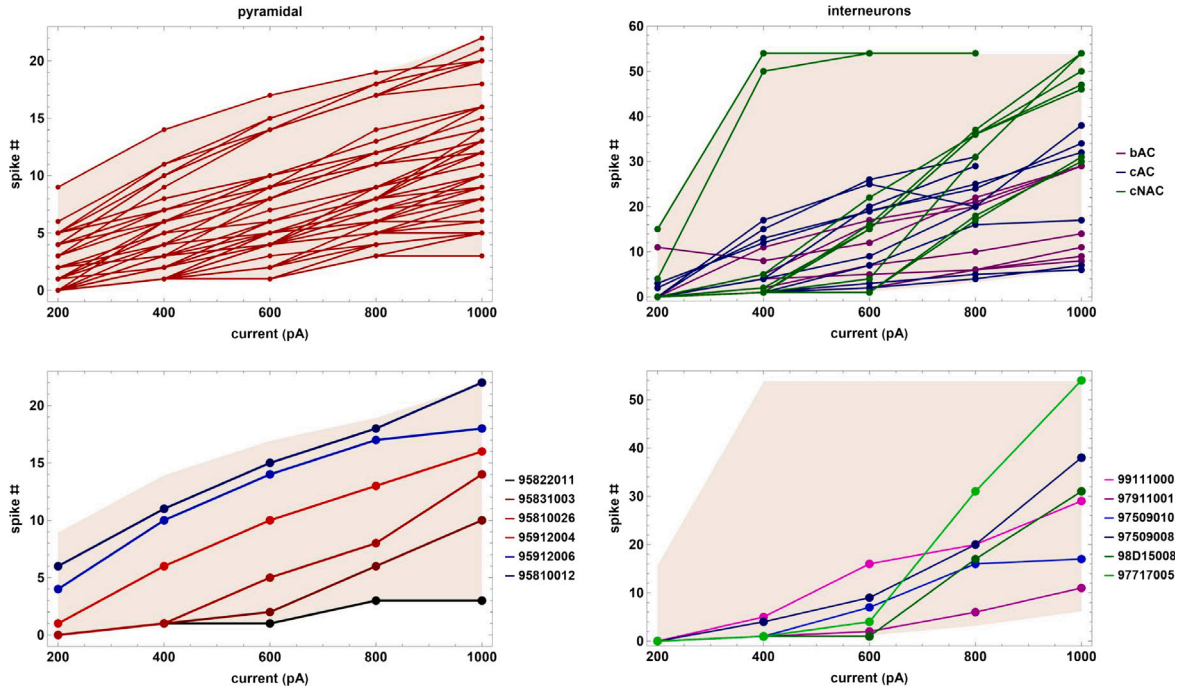 pyramidal
spike #
20
15
10
5
0
200 400 600 800 1000
current (pA)
interneurons
spike #
60
50
40
30
20
10
0
200 400 600 800 1000
current (pA)
bAC
cAC
cNAC
spike #
20
15
10
5
0
200 400 600 800 1000
current (pA)
95822011
95831003
95810026
95912004
95912006
95810012
spike #
50
40
30
20
10
0
200 400 600 800 1000
current (pA)
99111000
97911001
97509010
97509008
98D15008
97717005